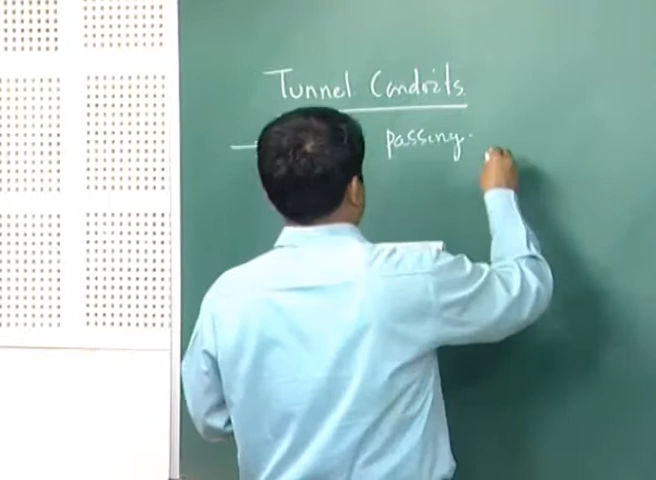 Tunnel Conduits.
— passing